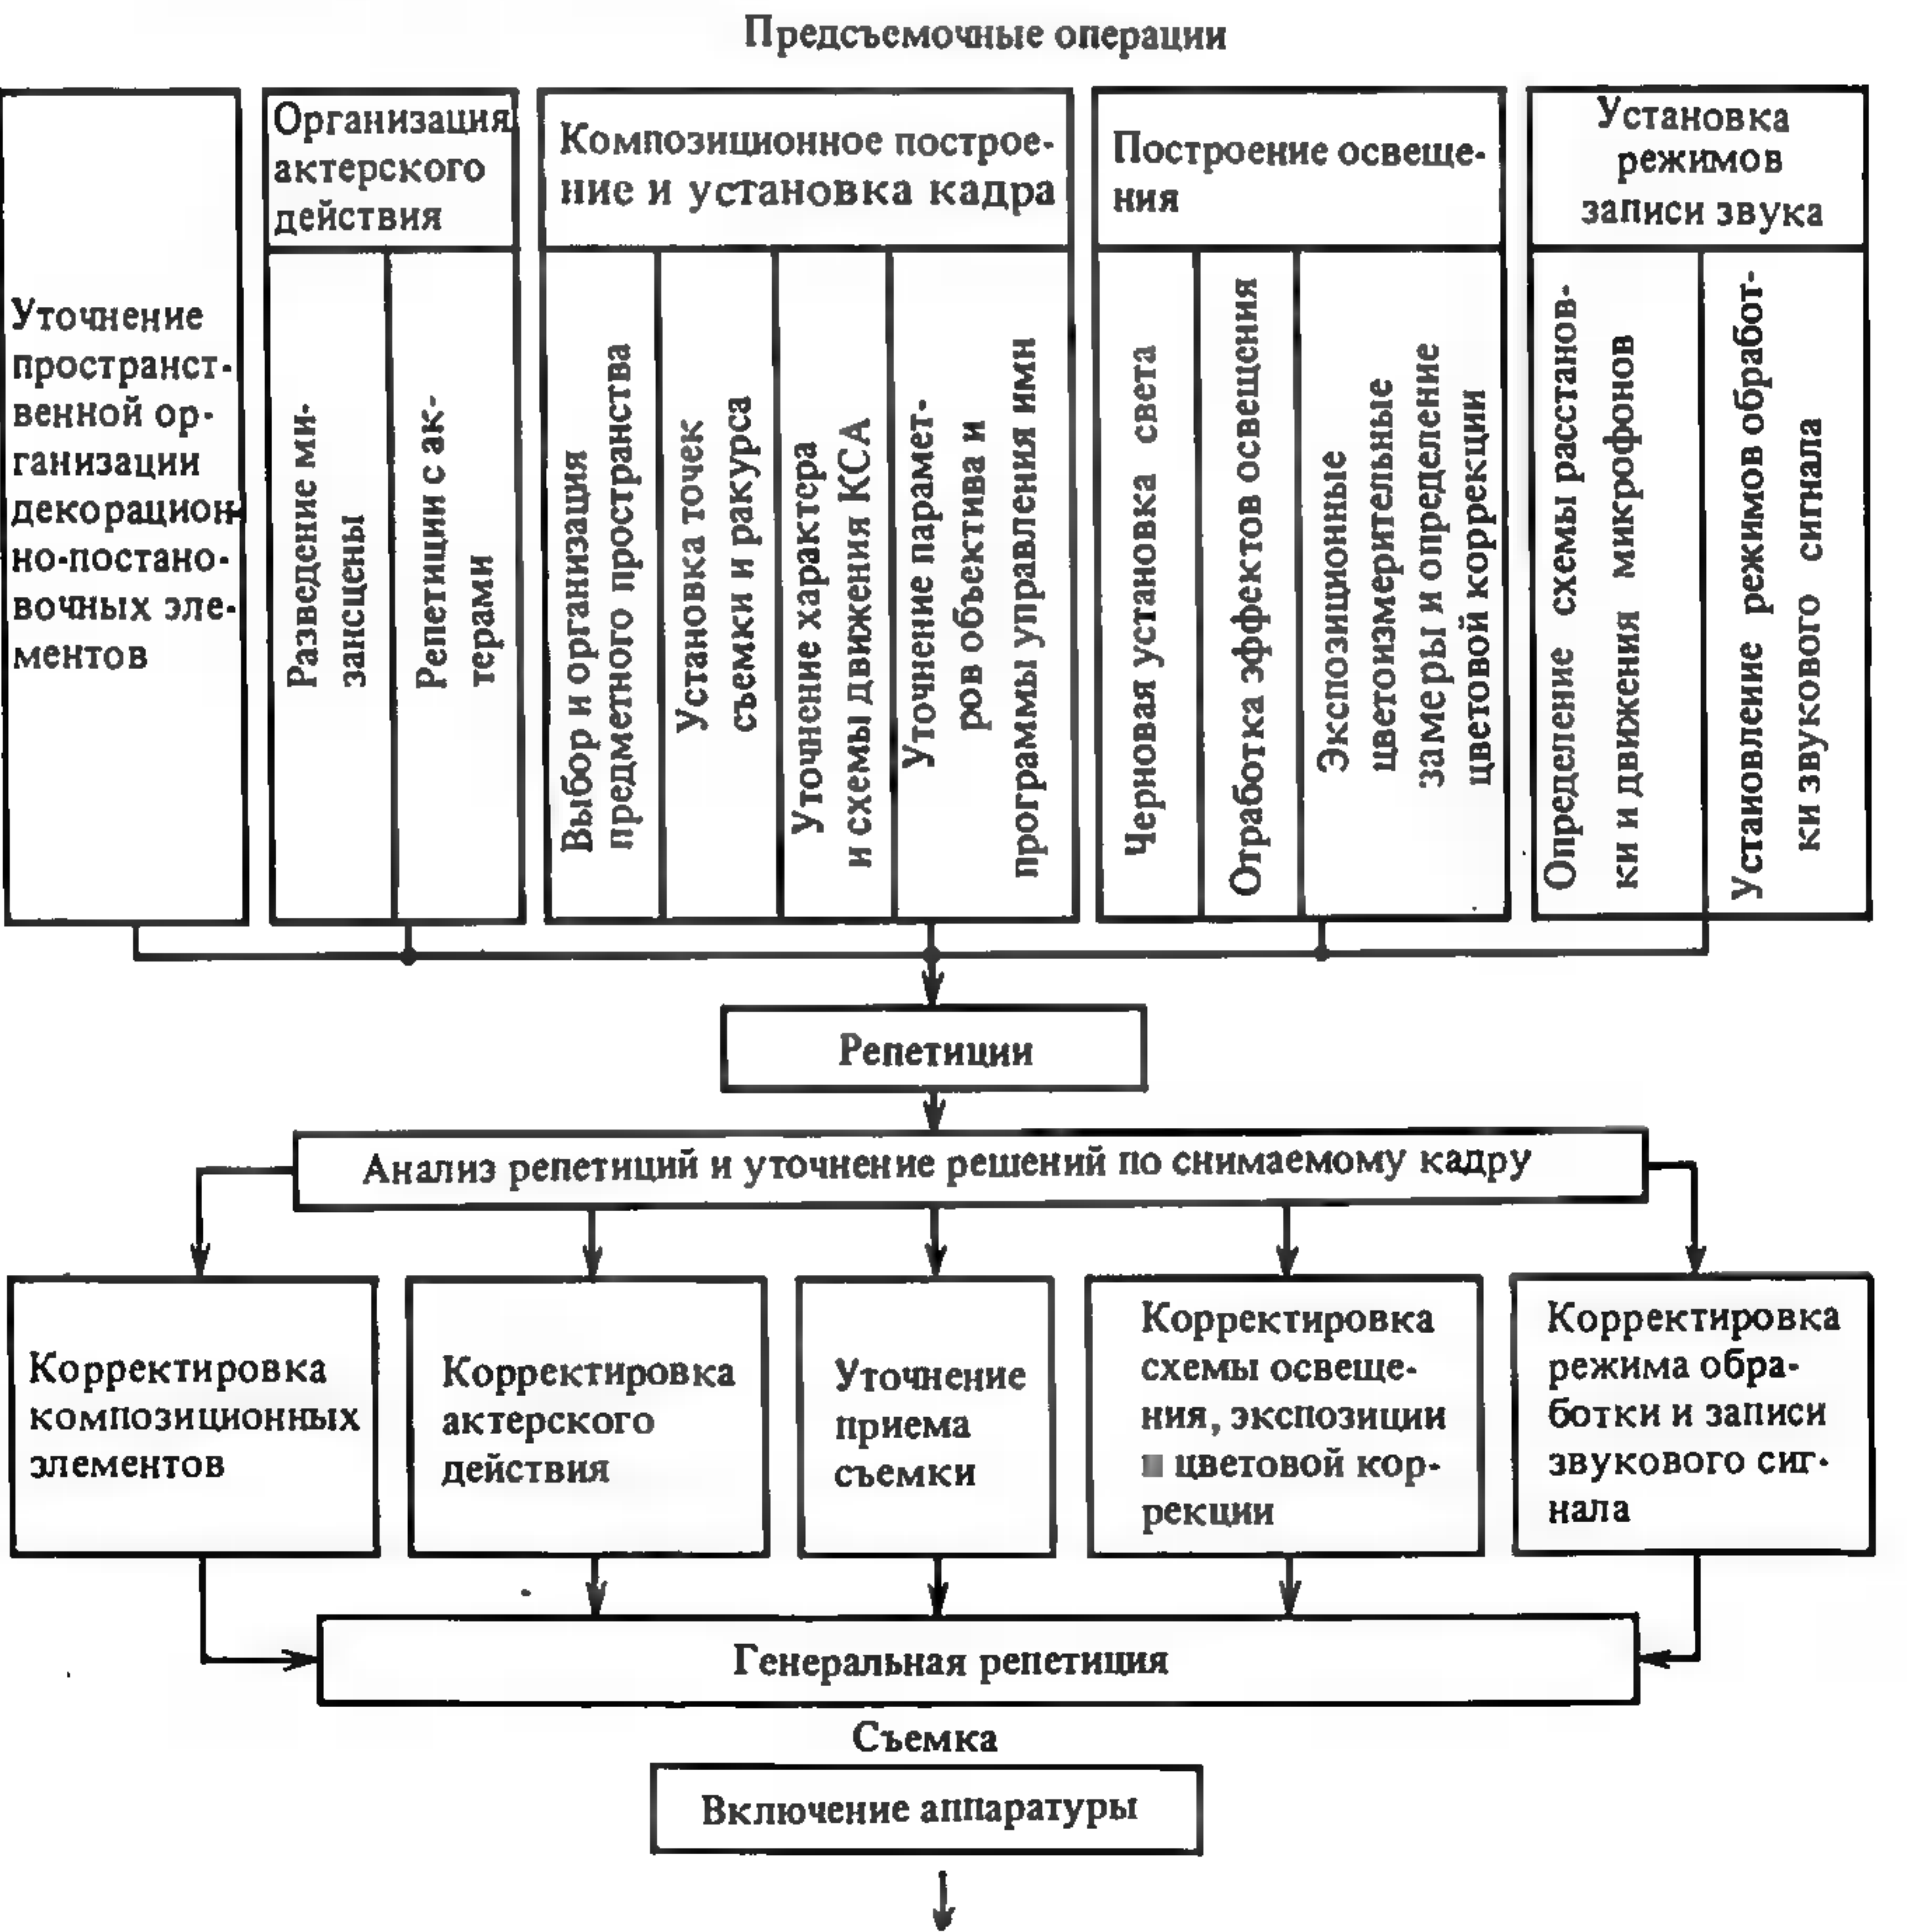 Предсъемочные операции
Уточнение
пространст-
венной ор-
ганизации
декорацион-
но-постано-
вочных эле-
ментов
Организация
актерского
действия
Разведение ми-
зансцены
Репетиции с ак-
терами
Композиционное построе-
ние и установка кадра
Выбор и организация
предметного пространства
Установка точек
съемки и ракурса
Уточнение характера
и схемы движения КСА
Уточнение парамет-
ров объектива и
программы управления имн
Построение освеще-
ния
Черновая установка света
Отработка эффектов освещения
Экспозиционные
цветоизмерительные
замеры и определение
цветовой коррекции
Установка
режимов
записи звука
Определение схемы расстанов-
ки и движения микрофонов
Установление режимов обработ-
ки звукового сигнала
Репетиции
Анализ репетиций и уточнение решений по снимаемому кадру
Корректировка
композиционных
элементов
Корректировка
актерского
действия
Уточнение
приема
съемки
Корректировка
схемы освеще-
ния, экспозиции
и цветовой кор-
рекции
Корректировка
режима обра-
ботки и записи
звукового сиг-
нала
Генеральная репетиция
Съемка
Включение аппаратуры